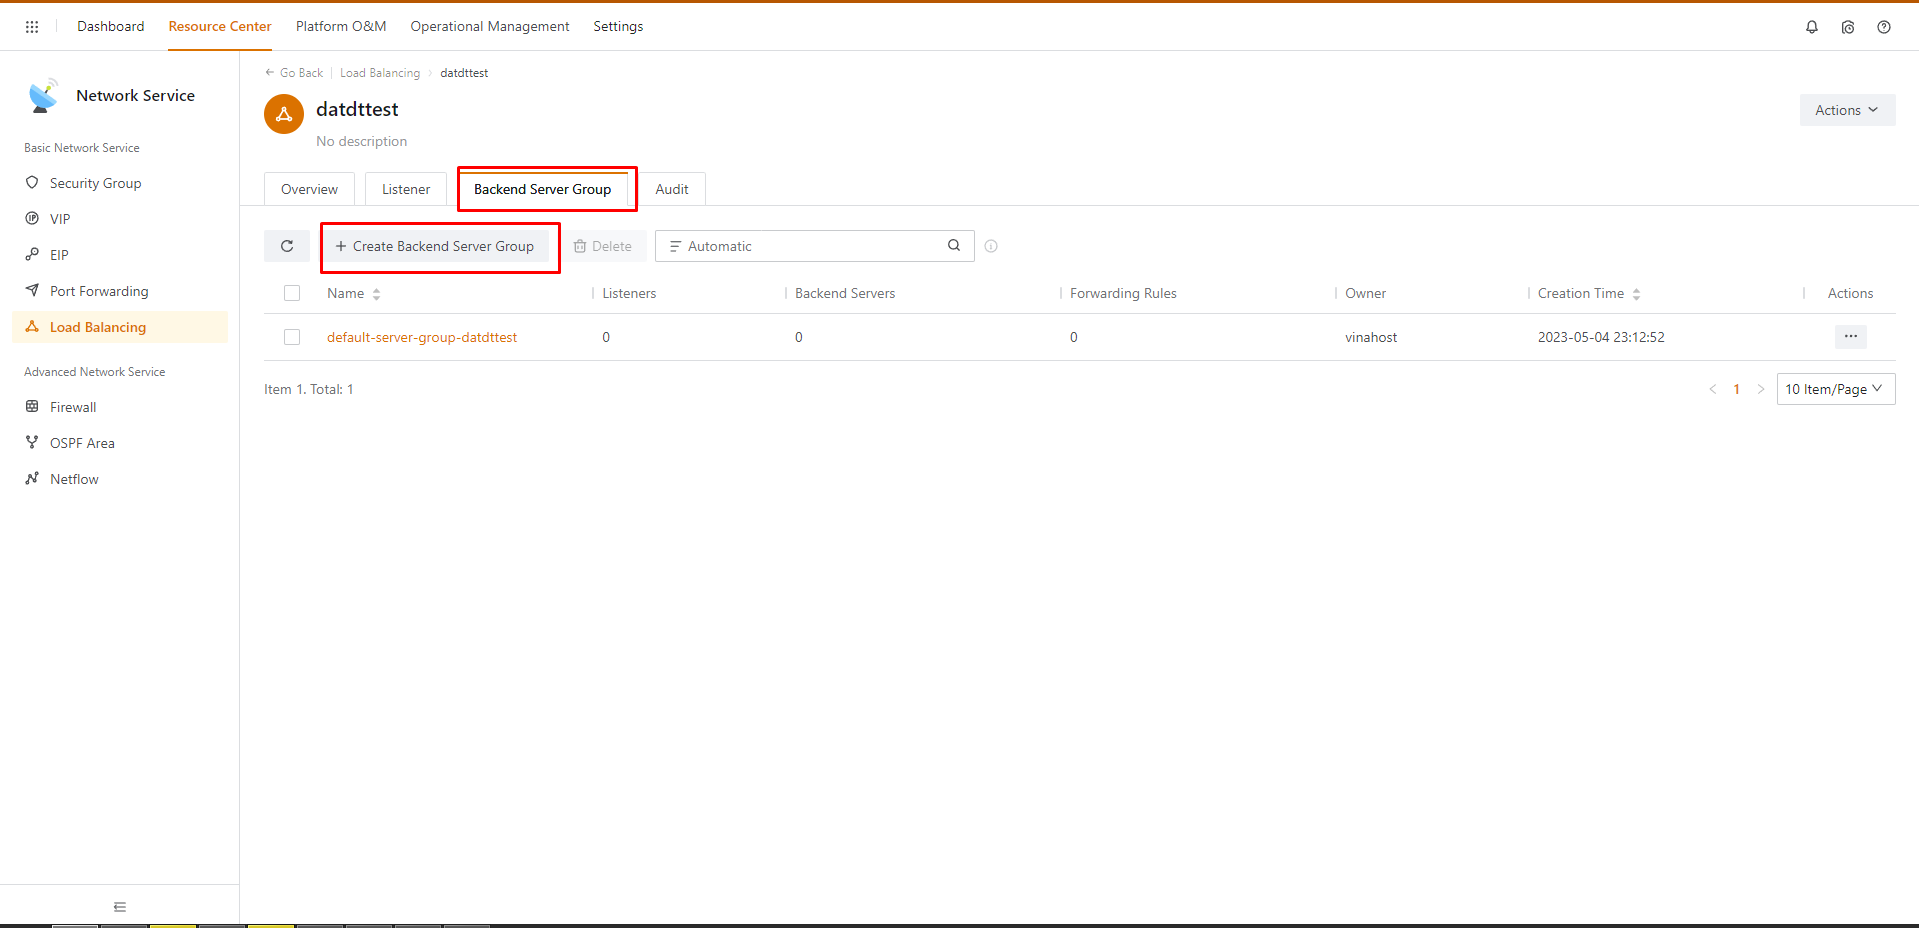 Dashboard Resource Center Platform O&M Operational Management Settings
Network Service
Basic Network Service
Security Group
VIP
EIP
Port Forwarding
Load Balancing
Advanced Network Service
Firewall
OSPF Area
Netflow
Go Back Load Balancing datdttest
datdttest
No description
Actions
Overview Listener Backend Server Group Audit
+ Create Backend Server Group Delete Automatic
Name Listeners Backend Servers Forwarding Rules Owner Creation Time Actions
default-server-group-datdttest 0 0 0 vinahost 2023-05-04 23:12:52 ···
Item 1. Total: 1
< 1 > 10 Item/Page